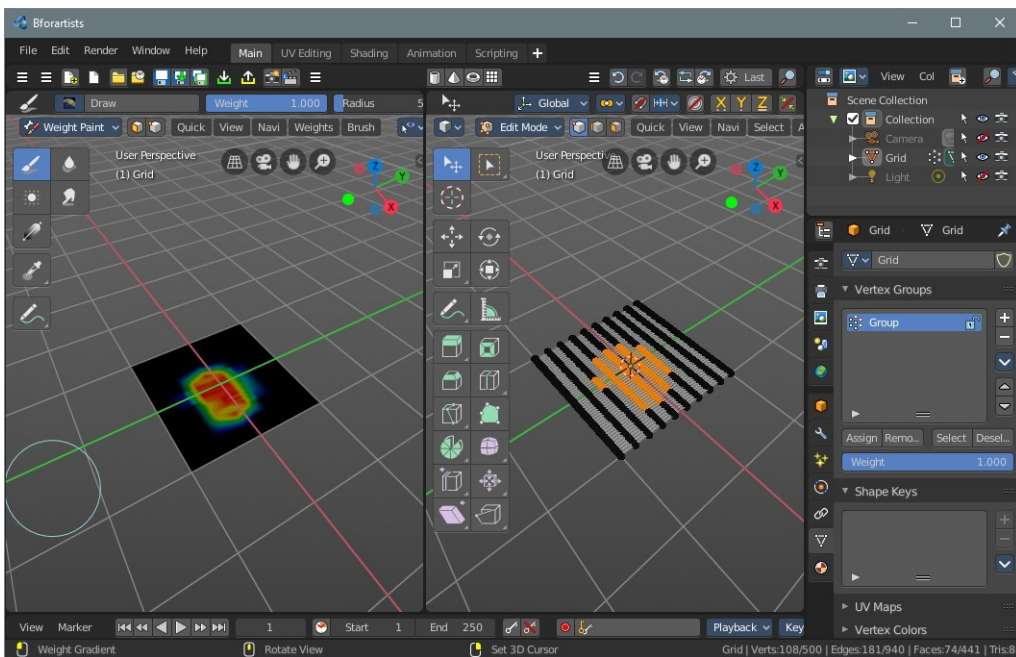 Bforartists
File Edit Render Window Help Main UV Editing Shading Animation Scripting +
Last View Col
Draw Weight 1.000 Radius 5 Global X Y Z
Scene Collection
Collection
Camera
Grid
Light
Weight Paint Quick View Navi Weights Brush Edit Mode Quick View Navi Select A
User Perspective
(1) Grid
Z
Y
X
User Perspecti
(1) Grid
Z
Y
X
Grid Grid
Grid
Vertex Groups
Group
Assign Remo... Select Desel...
Weight 1.000
Shape Keys
UV Maps
Vertex Colors
View Marker 1 Start 1 End 250 Playback Key
Weight Gradient Rotate View Set 3D Cursor Grid | Verts:108/500 | Edges:181/940 | Faces:74/441 | Tris:8